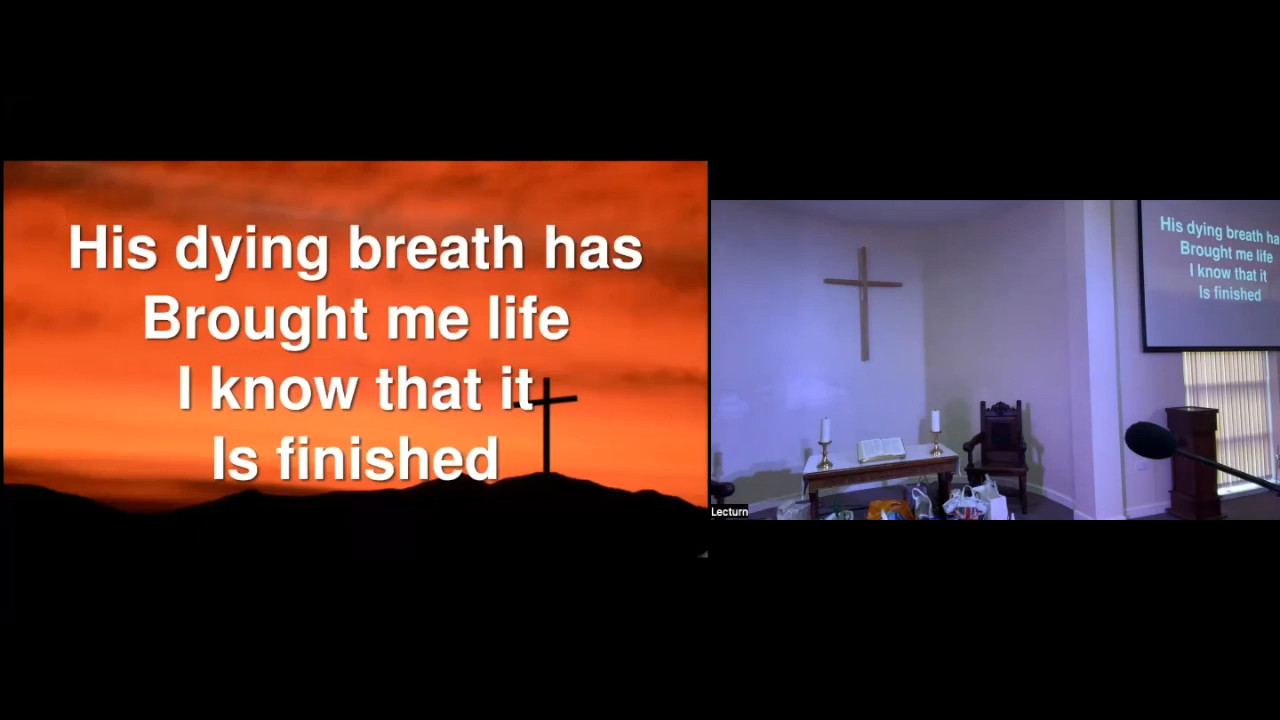 His dying breath has
Brought me life
I know that it
Is finished
His dying breath ha
Brought me life
I know that it
Is finished
Lecturn